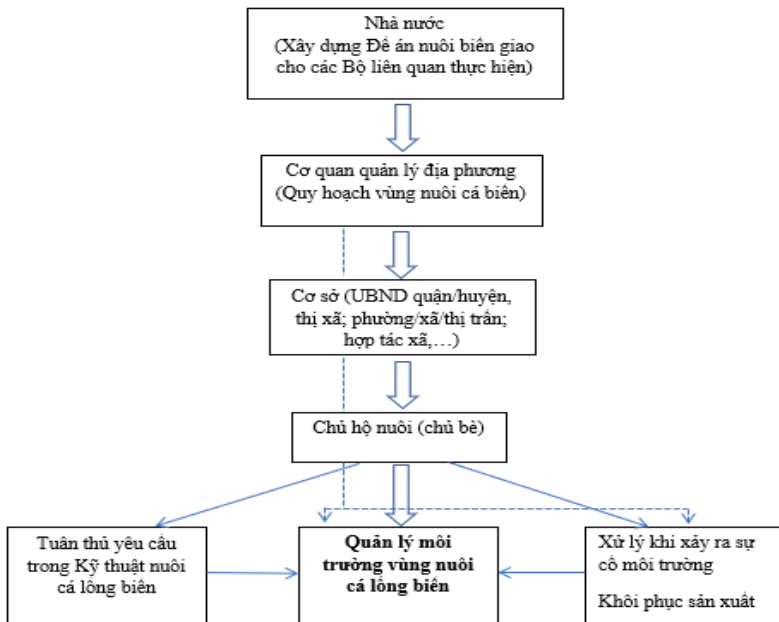 Nhà nước
(Xây dựng Đề án nuôi biển giao
cho các Bộ liên quan thực hiện)
Cơ quan quản lý địa phương
(Quy hoạch vùng nuôi cá biển)
Cơ sở (UBND quận/huyện,
thị xã; phường/xã/thị trấn;
hợp tác xã,…)
Chủ hộ nuôi (chủ bè)
Tuân thủ yêu cầu
trong Kỹ thuật nuôi
cá lồng biển
Quản lý môi
trường vùng nuôi
cá lồng biển
Xử lý khi xảy ra sự
cố môi trường
Khôi phục sản xuất